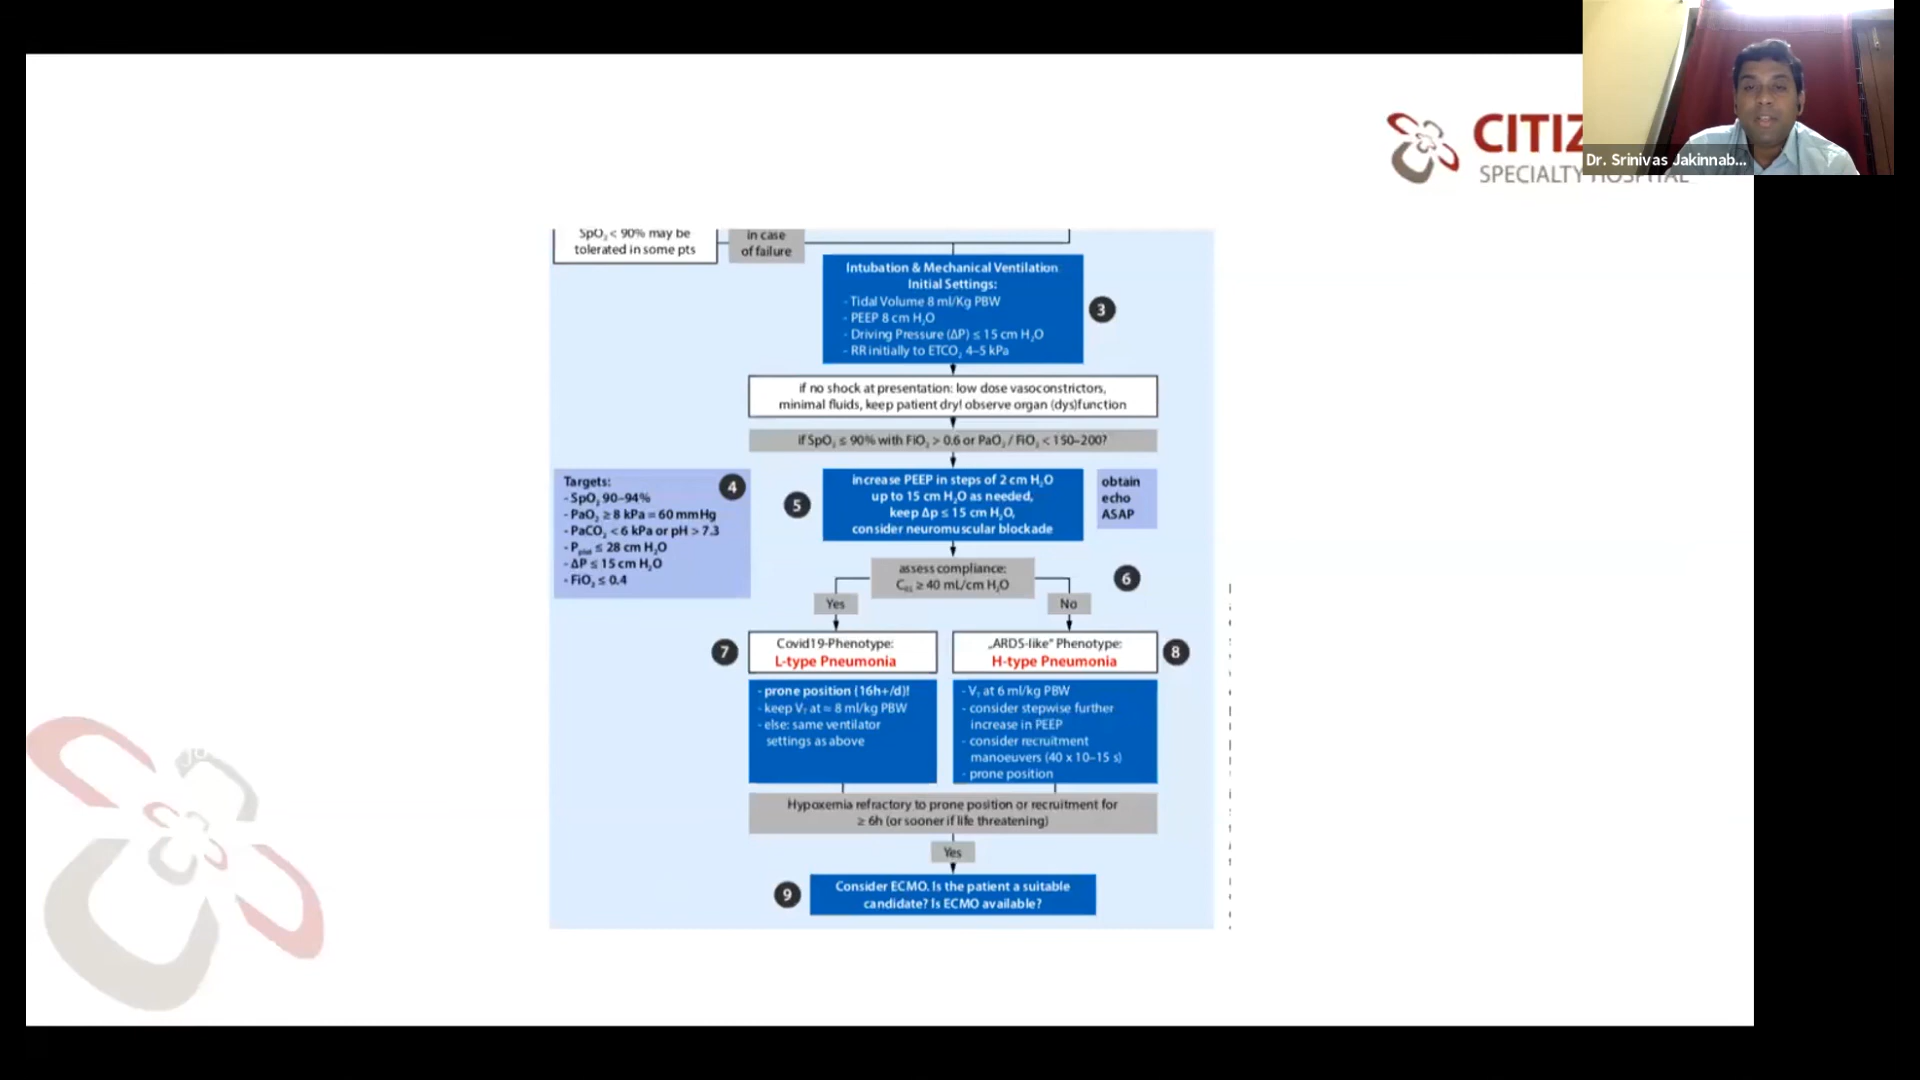 CITIZ
SPECIALTY HOSPITAL
Dr. Srinivas Jakinnab...
SpO₂ < 90% may be
tolerated in some pts
in case
of failure
Intubation & Mechanical Ventilation
Initial Settings:
- Tidal Volume 8 ml/Kg PBW
- PEEP 8 cm H₂O
- Driving Pressure (ΔP) ≤ 15 cm H₂O
- RR initially to ETCO₂ 4–5 kPa
3
if no shock at presentation: low dose vasoconstrictors,
minimal fluids, keep patient dry! observe organ (dys)function
if SpO₂ ≤ 90% with FiO₂ > 0.6 or PaO₂ / FiO₂ < 150–200?
Targets:
- SpO₂ 90–94%
- PaO₂ ≥ 8 kPa = 60 mmHg
- PaCO₂ < 6 kPa or pH > 7.3
- Pplat ≤ 28 cm H₂O
- ΔP ≤ 15 cm H₂O
- FiO₂ ≤ 0.4
4
5
increase PEEP in steps of 2 cm H₂O
up to 15 cm H₂O as needed,
keep Δp ≤ 15 cm H₂O,
consider neuromuscular blockade
obtain
echo
ASAP
assess compliance:
CRS ≥ 40 mL/cm H₂O
6
Yes
No
7
Covid19-Phenotype:
L-type Pneumonia
- prone position (16h+/d)!
- keep VT at ≈ 8 ml/kg PBW
- else: same ventilator
settings as above
„ARDS-like" Phenotype:
H-type Pneumonia
8
- VT at 6 ml/kg PBW
- consider stepwise further
increase in PEEP
- consider recruitment
manoeuvers (40 x 10–15 s)
- prone position
Hypoxemia refractory to prone position or recruitment for
≥ 6h (or sooner if life threatening)
Yes
9
Consider ECMO. Is the patient a suitable
candidate? Is ECMO available?